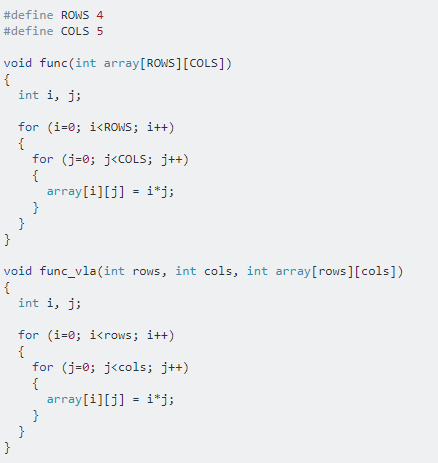 #define ROWS 4
#define COLS 5

void func(int array[ROWS][COLS])
{
  int i, j;

  for (i=0; i<ROWS; i++)
  {
    for (j=0; j<COLS; j++)
    {
      array[i][j] = i*j;
    }
  }
}

void func_vla(int rows, int cols, int array[rows][cols])
{
  int i, j;

  for (i=0; i<rows; i++)
  {
    for (j=0; j<cols; j++)
    {
      array[i][j] = i*j;
    }
  }
}